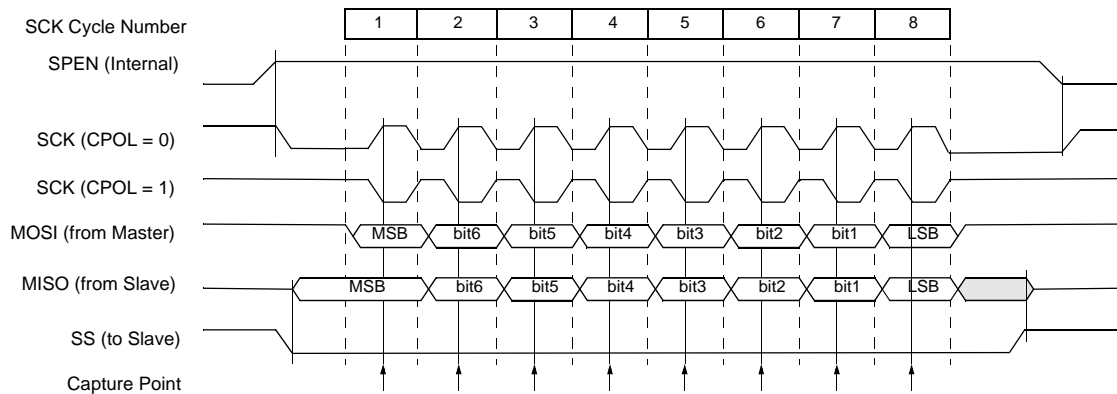 SCK Cycle Number 1 2 3 4 5 6 7 8
SPEN (Internal)
SCK (CPOL = 0)
SCK (CPOL = 1)
MOSI (from Master) MSB bit6 bit5 bit4 bit3 bit2 bit1 LSB
MISO (from Slave) MSB bit6 bit5 bit4 bit3 bit2 bit1 LSB
SS (to Slave)
Capture Point